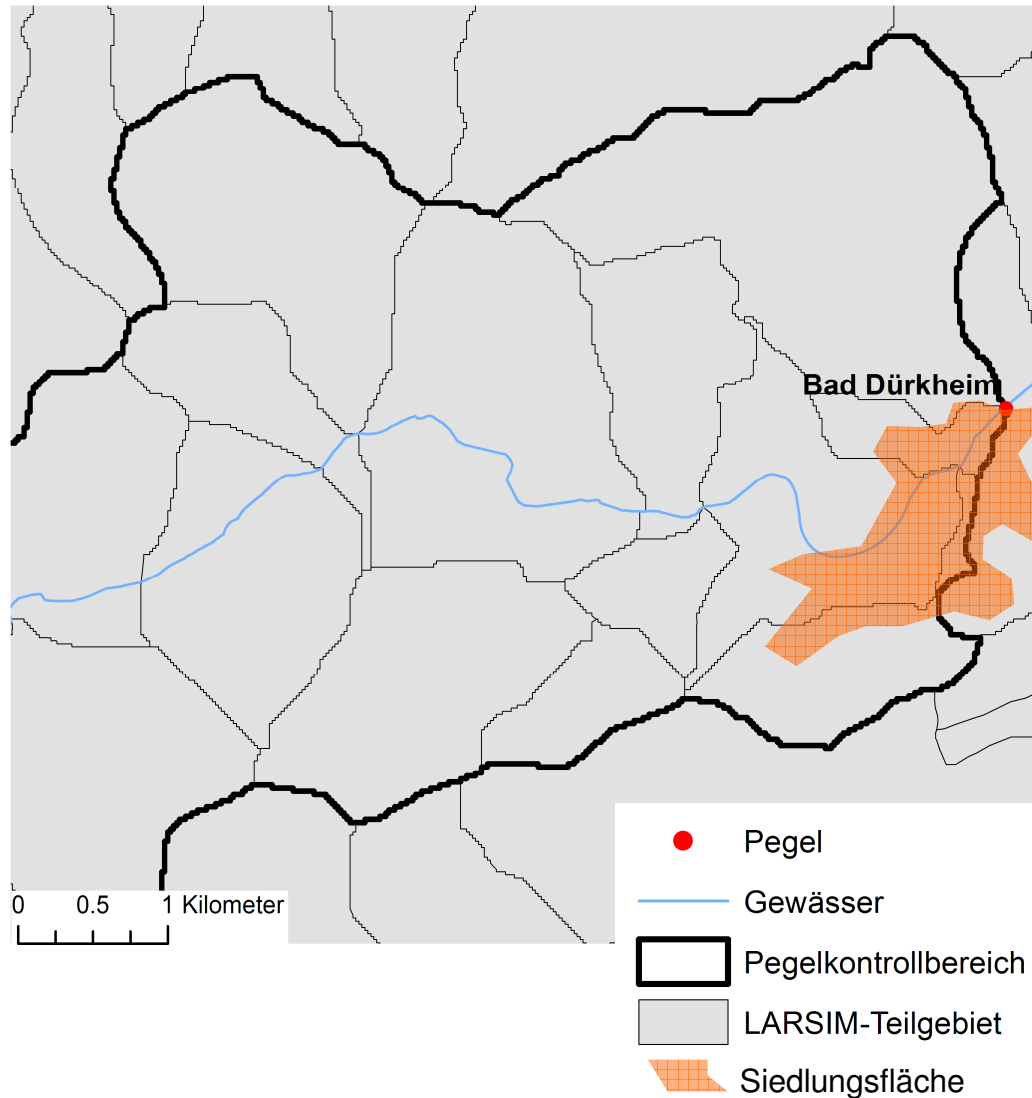 Bad Dürkheim
0 0.5 1 Kilometer
Pegel
Gewässer
Pegelkontrollbereich
LARSIM-Teilgebiet
Siedlungsfläche